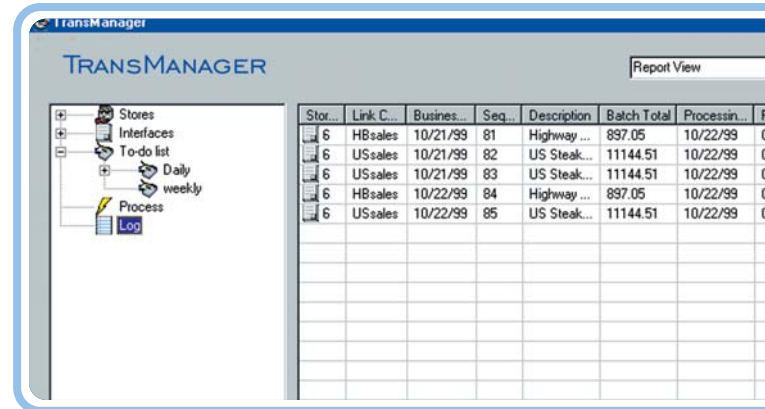 TransManager
TRANSMANAGER
Report View
Stores
Interfaces
To-do list
Daily
weekly
Process
Log
Stor... Link C... Busines... Seq... Description Batch Total Processin...
6 HBsales 10/21/99 81 Highway ... 897.05 10/22/99
6 USsales 10/21/99 82 US Steak... 11144.51 10/22/99
6 USsales 10/21/99 83 US Steak... 11144.51 10/22/99
6 HBsales 10/22/99 84 Highway ... 897.05 10/22/99
6 USsales 10/22/99 85 US Steak... 11144.51 10/22/99